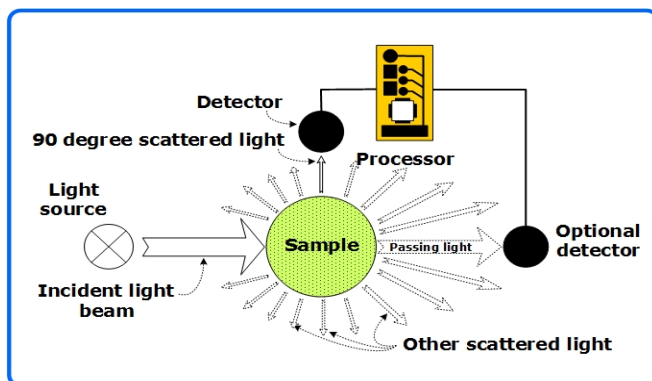 Detector
90 degree scattered light
Processor
Light
source
Sample
Passing light
Optional
detector
Incident light
beam
Other scattered light